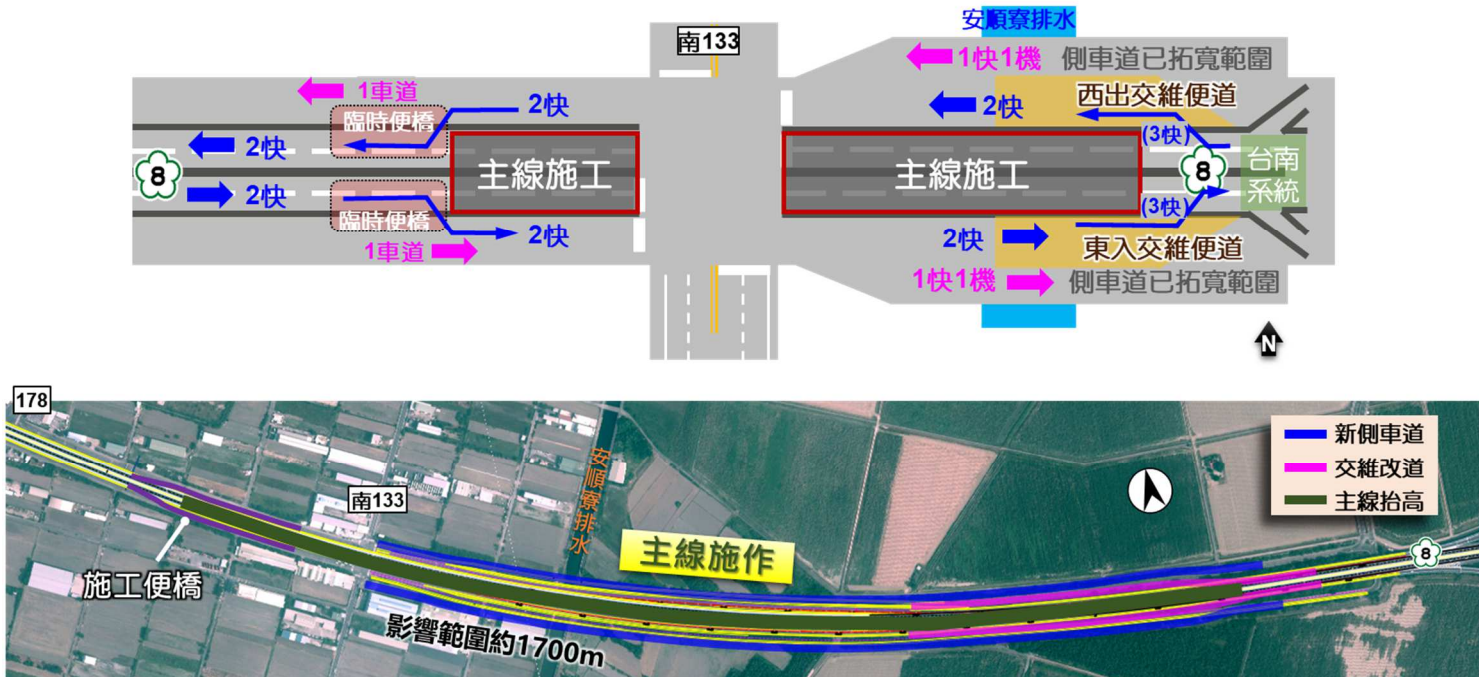 安順寮排水
南133
1快1機 側車道已拓寬範圍
1車道
臨時便橋
2快
2快
西出交維便道
2快
(3快)
主線施工
主線施工
8
8
台南
系統
2快
臨時便橋
2快
(3快)
2快
東入交維便道
1車道
1快1機
側車道已拓寬範圍
N
178
南133
安順寮排水
主線施作
施工便橋
影響範圍約1700m
新側車道
交維改道
主線抬高
8